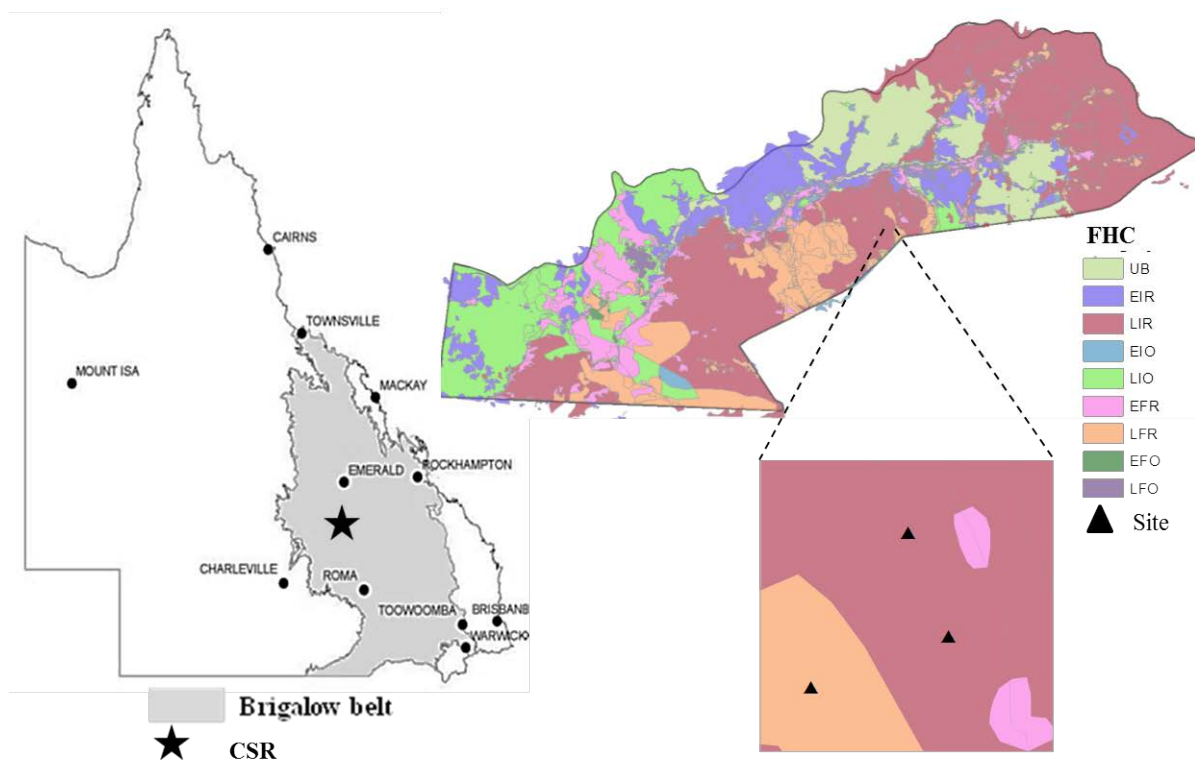 CAIRNS
TOWNSVILLE
MOUNT ISA
MACKAY
EMERALD
ROCKHAMPTON
CHARLEVILLE
ROMA
TOOWOOMBA
BRISBANE
WARWICK
Brigalow belt
CSR
FHC
UB
EIR
LIR
EIO
LIO
EFR
LFR
EFO
LFO
Site